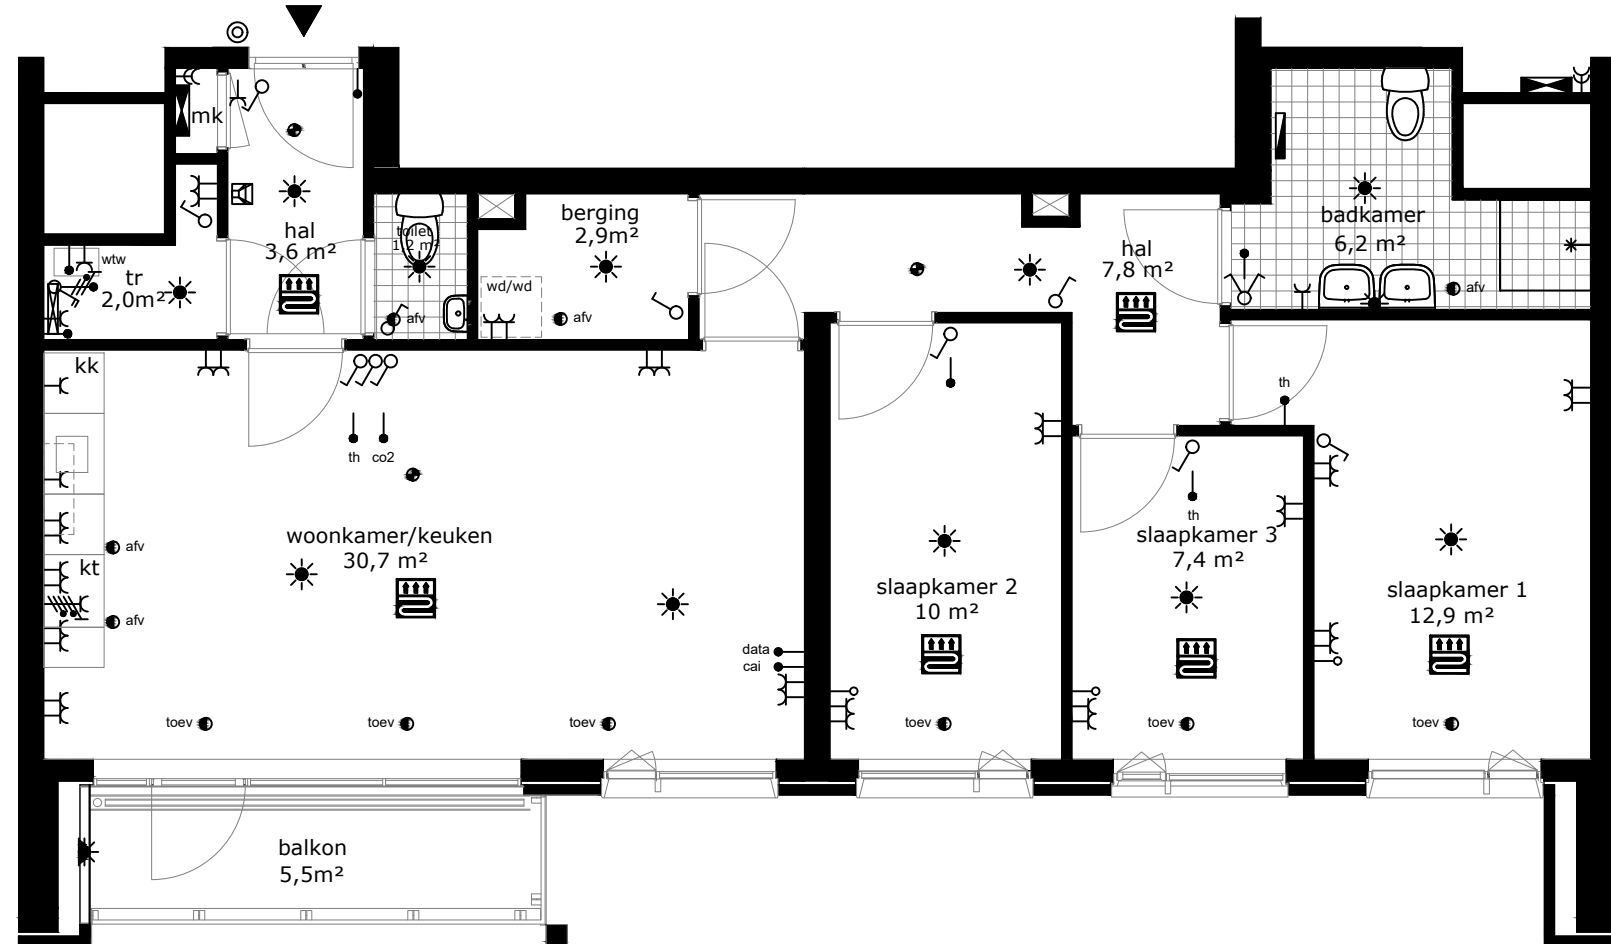 mk
hal
3,6 m²
toilet
1,2 m²
berging
2,9m²
hal
7,8 m²
badkamer
6,2 m²
wtw
tr
2,0m²
wd/wd
afv
afv
afv
kk
th
co2
th
th
woonkamer/keuken
30,7 m²
afv
kt
afv
slaapkamer 2
10 m²
slaapkamer 3
7,4 m²
slaapkamer 1
12,9 m²
data
cai
toev
toev
toev
toev
toev
toev
balkon
5,5m²